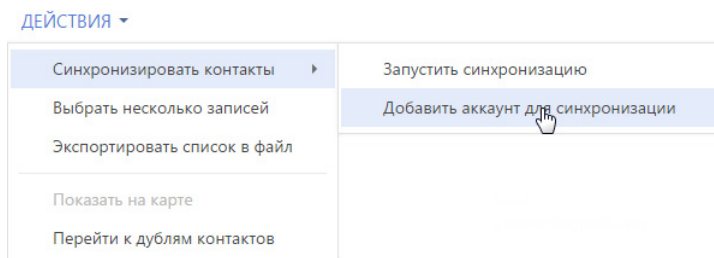 ДЕЙСТВИЯ
Синхронизировать контакты
Запустить синхронизацию
Выбрать несколько записей
Добавить аккаунт для синхронизации
Экспортировать список в файл
Показать на карте
Перейти к дублям контактов